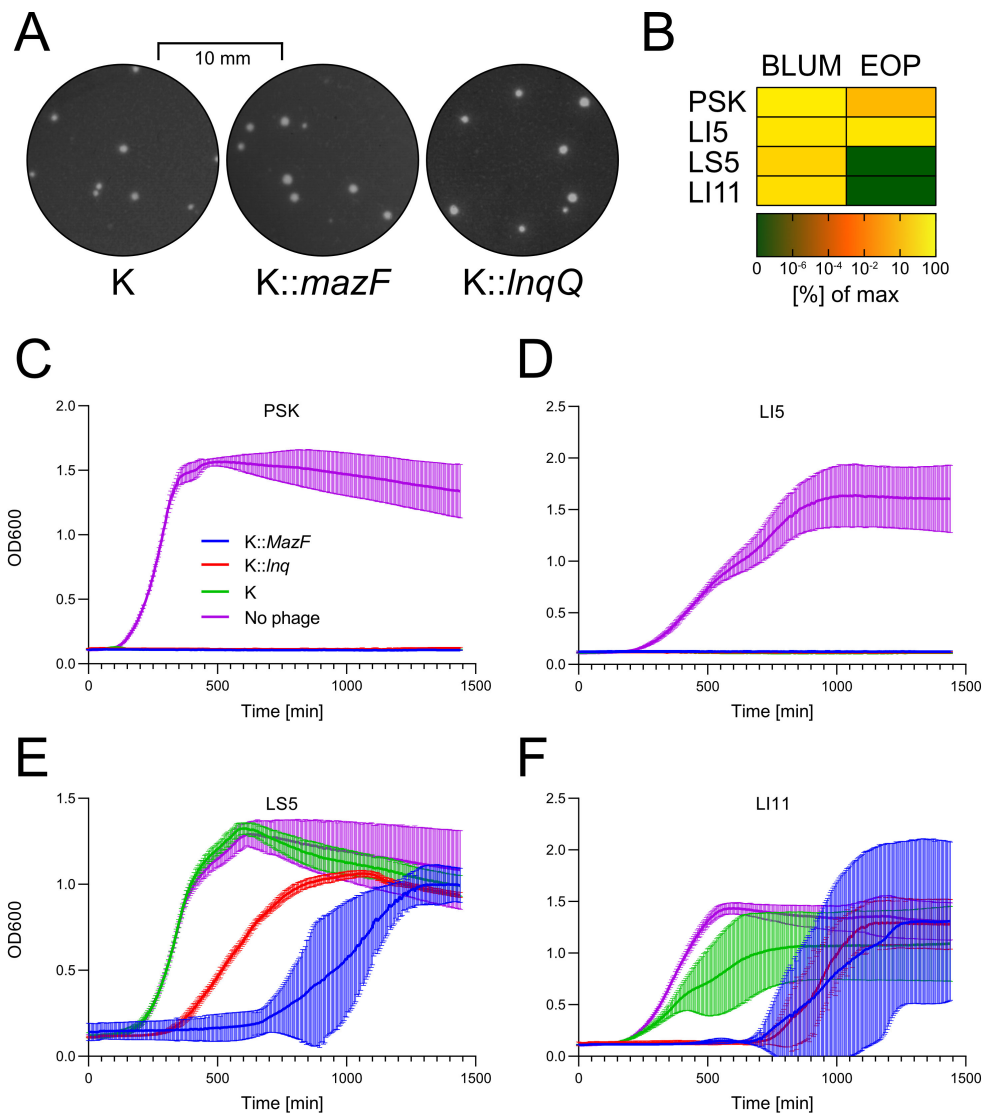 A
10 mm
K
K::mazF
K::lnqQ
B
BLUM EOP
PSK
LI5
LS5
LI11
0 10⁻⁶ 10⁻⁴ 10⁻² 10 100
[%] of max
C
PSK
2.0
1.5
1.0
0.5
0.0
OD600
K::MazF
K::lnq
K
No phage
0 500 1000 1500
Time [min]
D
LI5
2.5
2.0
1.5
1.0
0.5
0.0
0 500 1000 1500
Time [min]
E
LS5
1.5
1.0
0.5
0.0
OD600
0 500 1000 1500
Time [min]
F
LI11
2.5
2.0
1.5
1.0
0.5
0.0
0 500 1000 1500
Time [min]